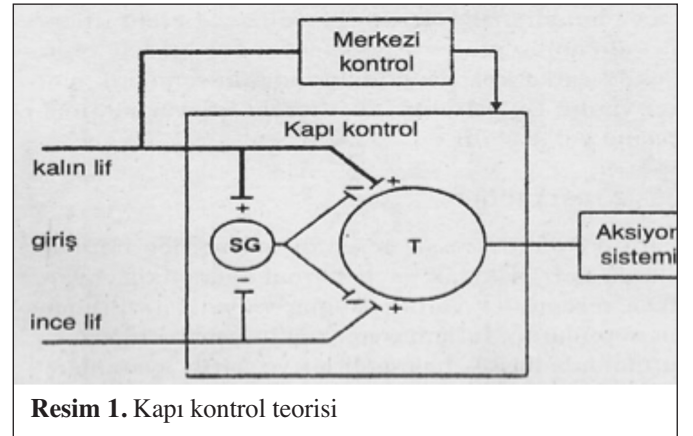 Merkezi
kontrol
Kapı kontrol
kalın lif
+
+
giriş
SG
T
Aksiyon
sistemi
ince lif
-
+
Resim 1. Kapı kontrol teorisi